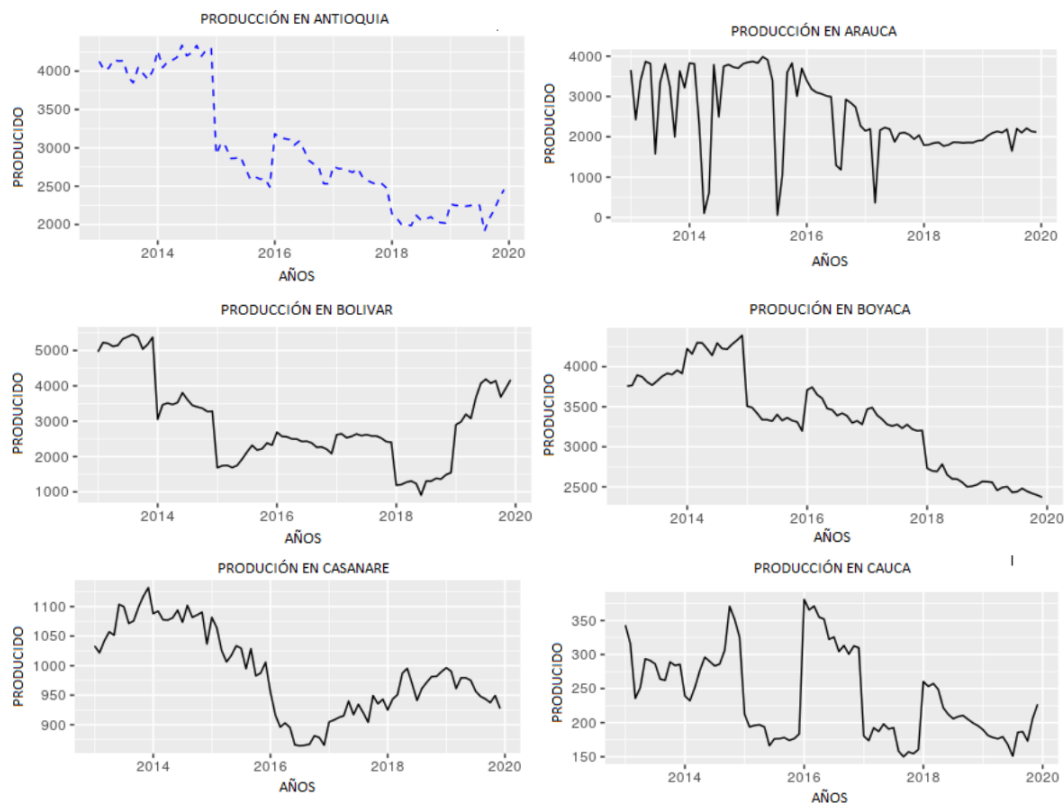 PRODUCCIÓN EN ANTIOQUIA
PRODUCIDO
4000
3500
3000
2500
2000
2014
2016
2018
2020
AÑOS
PRODUCCIÓN EN ARAUCA
PRODUCIDO
4000
3000
2000
1000
0
2014
2016
2018
2020
AÑOS
PRODUCCIÓN EN BOLIVAR
PRODUCIDO
5000
4000
3000
2000
1000
2014
2016
2018
2020
AÑOS
PRODUCIÓN EN BOYACA
PRODUCIDO
4000
3500
3000
2500
2014
2016
2018
2020
AÑOS
PRODUCIÓN EN CASANARE
PRODUCIDO
1100
1050
1000
950
900
2014
2016
2018
2020
AÑOS
PRODUCCIÓN EN CAUCA
PRODUCIDO
350
300
250
200
150
2014
2016
2018
2020
AÑOS